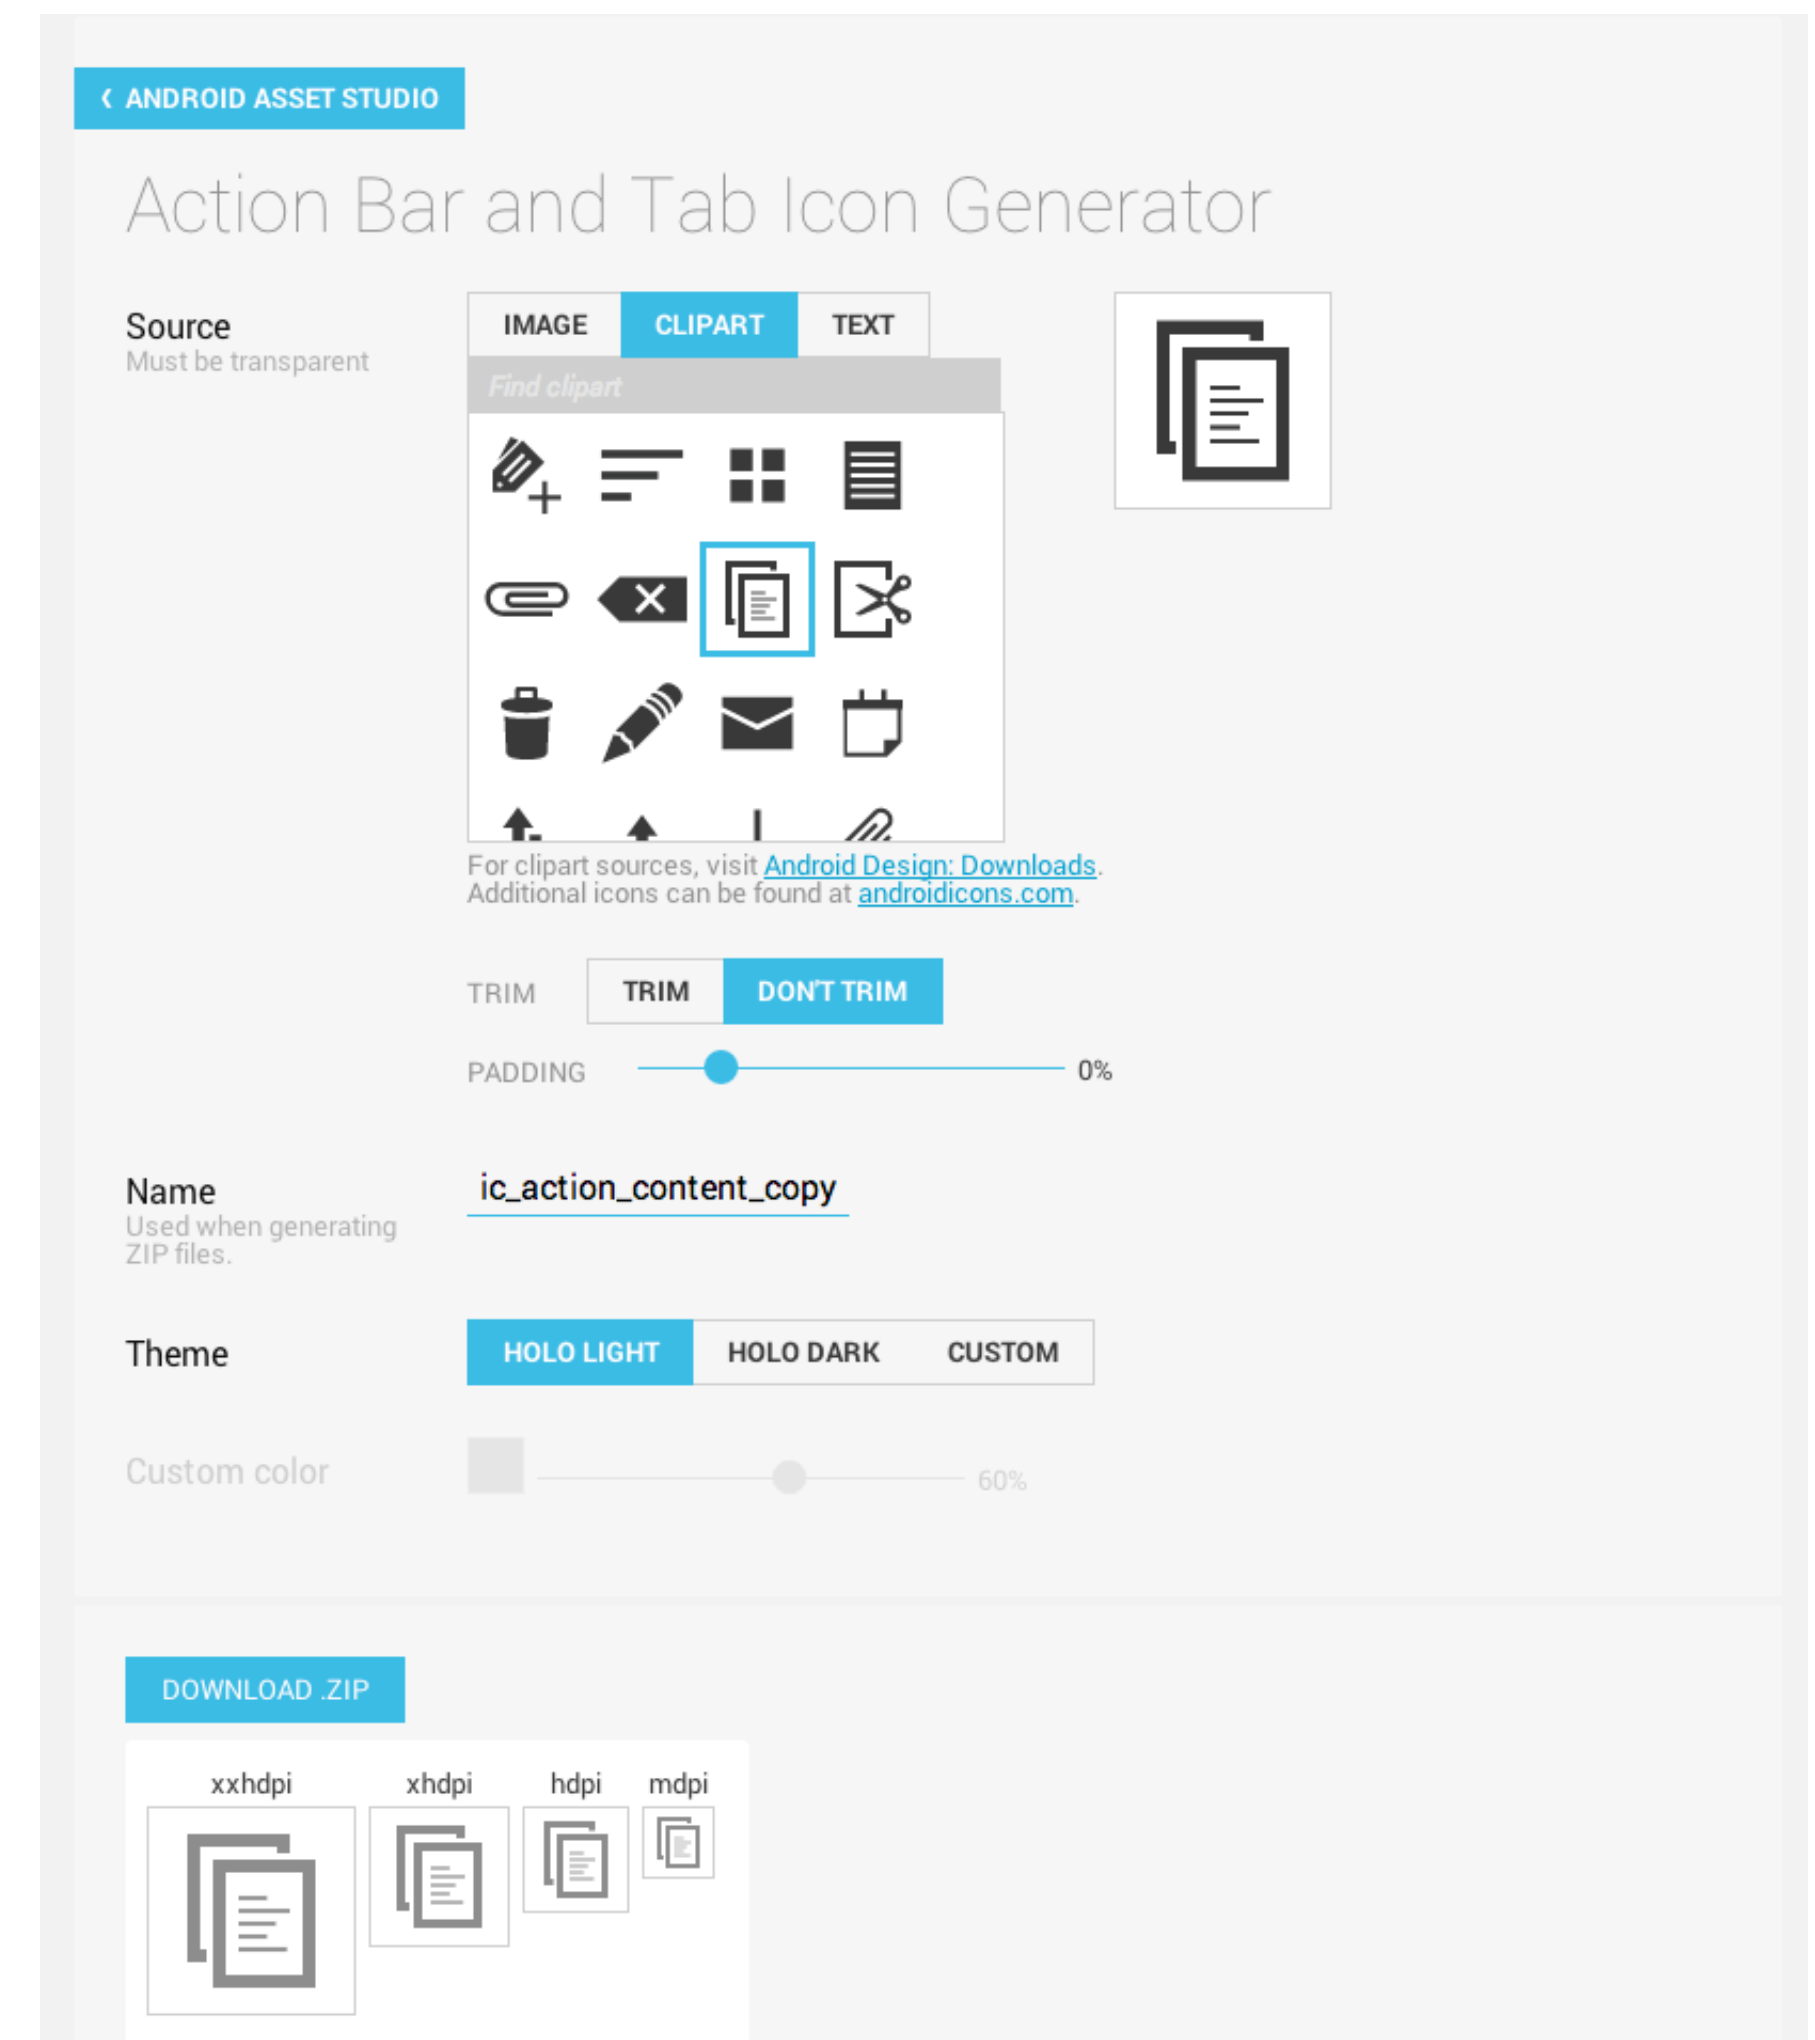 ‹ ANDROID ASSET STUDIO
Action Bar and Tab Icon Generator
Source
Must be transparent
IMAGE CLIPART TEXT
Find clipart
For clipart sources, visit Android Design: Downloads.
Additional icons can be found at androidicons.com.
TRIM TRIM DON'T TRIM
PADDING 0%
Name
Used when generating
ZIP files.
ic_action_content_copy
Theme HOLO LIGHT HOLO DARK CUSTOM
Custom color 60%
DOWNLOAD .ZIP
xxhdpi xhdpi hdpi mdpi